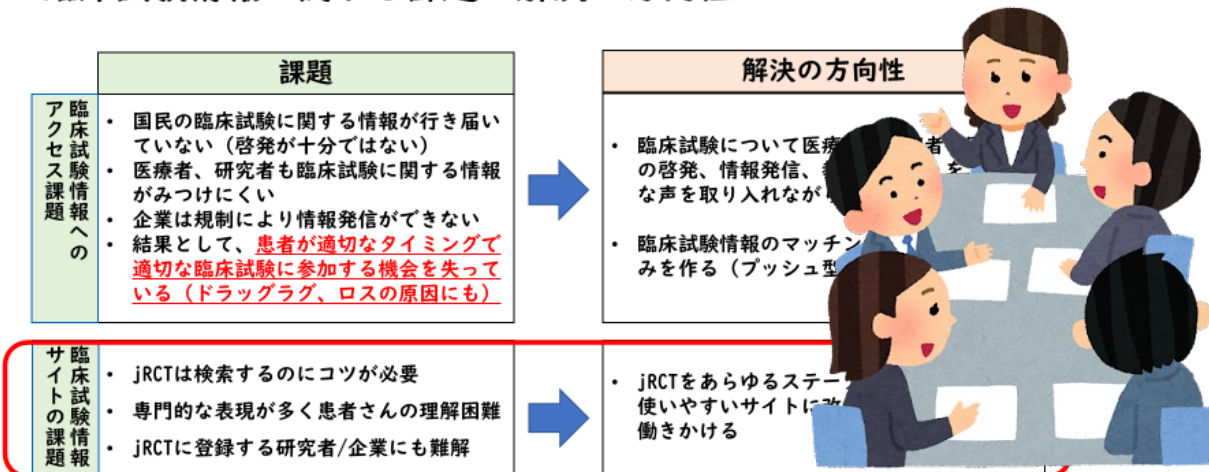 課題
解決の方向性
臨床試験情報への
アクセス課題
• 国民の臨床試験に関する情報が行き届い
ていない（啓発が十分ではない）
• 医療者、研究者も臨床試験に関する情報
がみつけにくい
• 企業は規制により情報発信ができない
• 結果として、患者が適切なタイミングで
適切な臨床試験に参加する機会を失って
いる（ドラッグラグ、ロスの原因にも）
• 臨床試験について医療
の啓発、情報発信、
な声を取り入れなが
• 臨床試験情報のマッチン
みを作る（プッシュ型
臨床試験情報
サイトの課題
• jRCTは検索するのにコツが必要
• 専門的な表現が多く患者さんの理解困難
• jRCTに登録する研究者/企業にも難解
• jRCTをあらゆるステー
使いやすいサイトに
働きかける